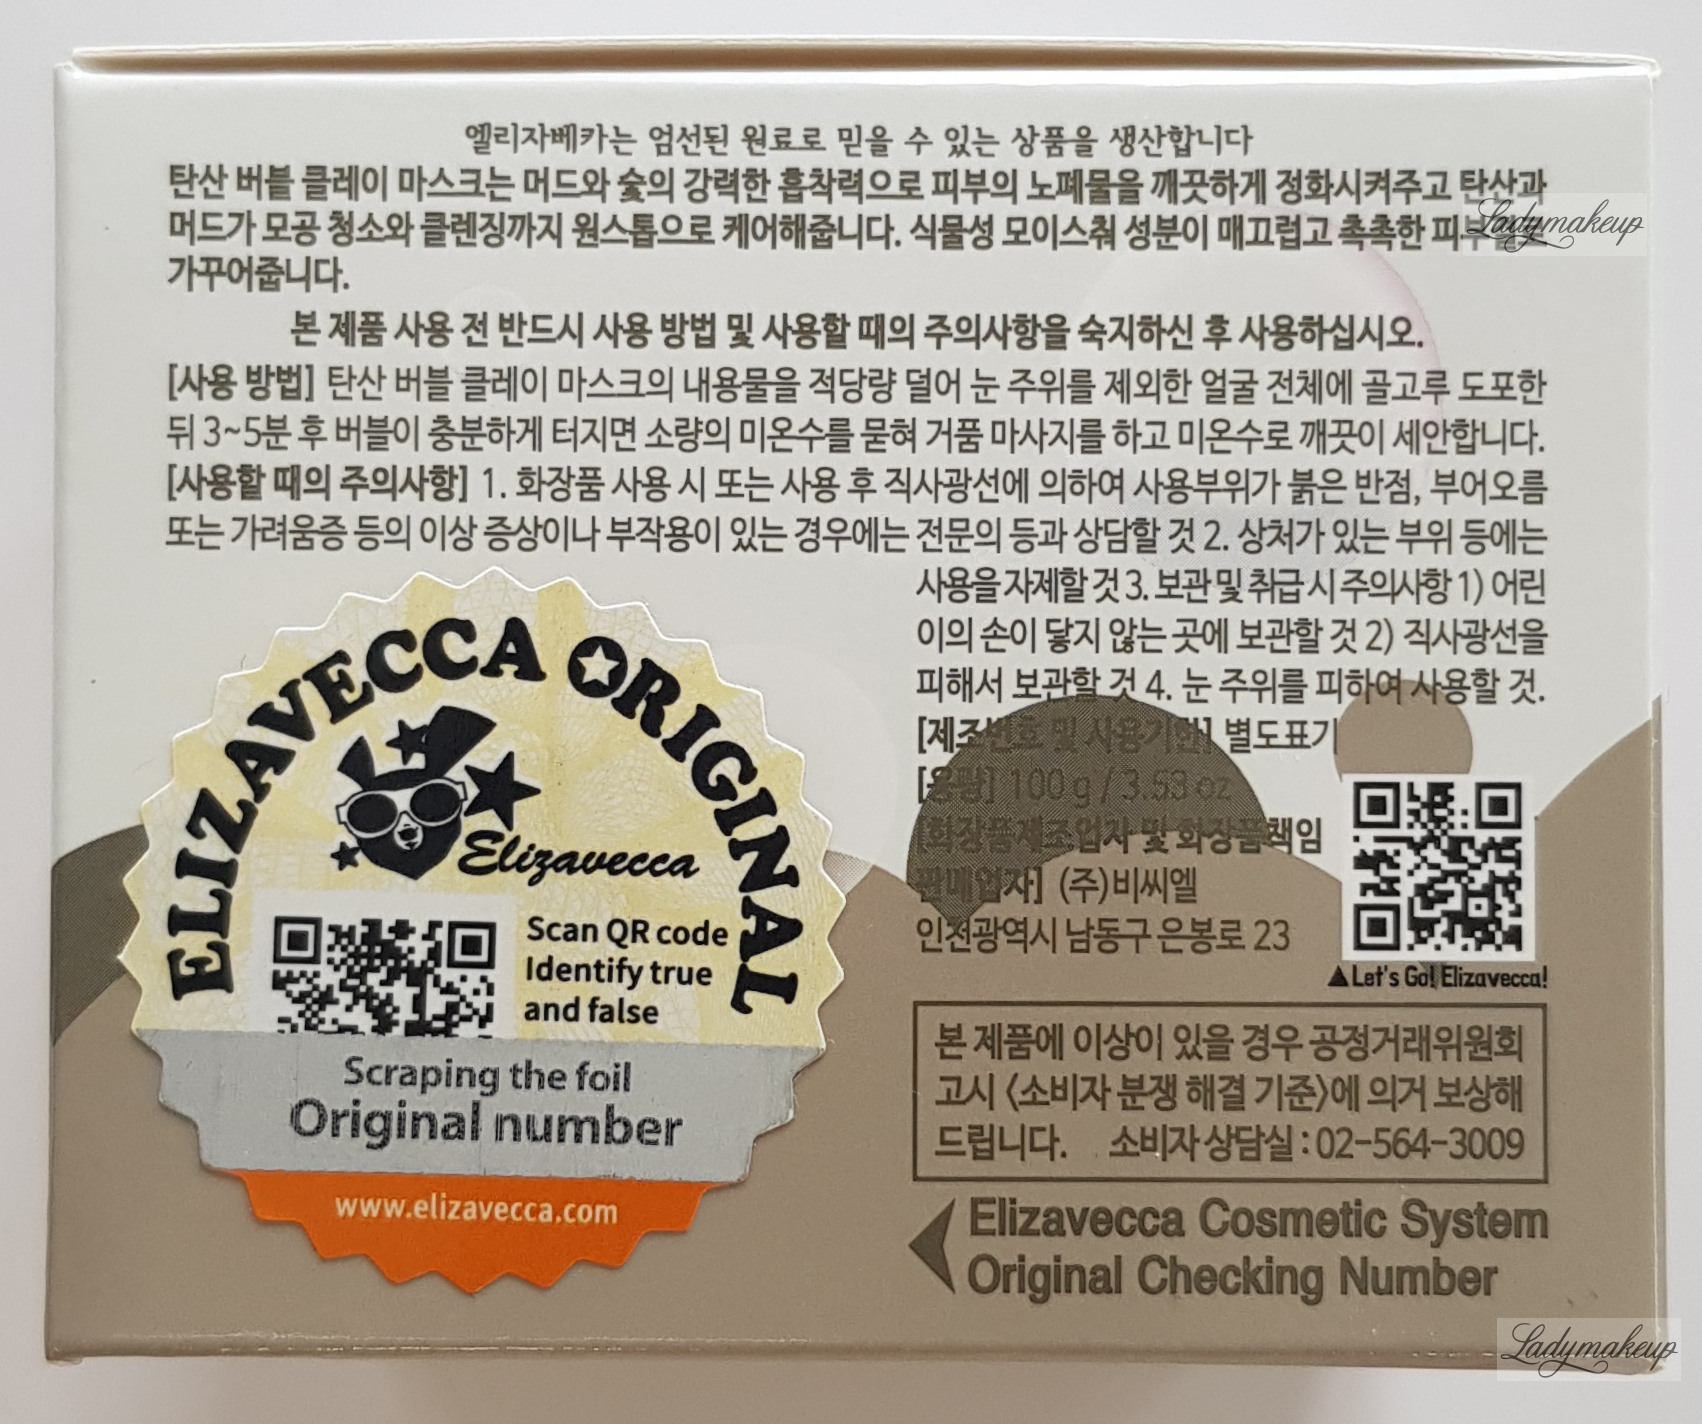 엘리자베카는 엄선된 원료로 믿을 수 있는 상품을 생산합니다
탄산 버블 클레이 마스크는 머드와 숯의 강력한 흡착력으로 피부의 노폐물을 깨끗하게 정화시켜주고 탄산과
머드가 모공 청소와 클렌징까지 원스톱으로 케어해줍니다. 식물성 모이스춰 성분이 매끄럽고 촉촉한
가꾸어줍니다.
본 제품 사용 전 반드시 사용 방법 및 사용할 때의 주의사항을 숙지하신 후 사용하십시오.
[사용 방법] 탄산 버블 클레이 마스크의 내용물을 적당량 덜어 눈 주위를 제외한 얼굴 전체에 골고루 도포한
뒤 3~5분 후 버블이 충분하게 터지면 소량의 미온수를 묻혀 거품 마사지를 하고 미온수로 깨끗이 세안합니다.
[사용할 때의 주의사항] 1. 화장품 사용 시 또는 사용 후 직사광선에 의하여 사용부위가 붉은 반점, 부어오름
또는 가려움증 등의 이상 증상이나 부작용이 있는 경우에는 전문의 등과 상담할 것 2. 상처가 있는 부위 등에는
사용을 자제할 것 3. 보관 및 취급 시 주의사항 1) 어린
이의 손이 닿지 않는 곳에 보관할 것 2) 직사광선을
피해서 보관할 것 4. 눈 주위를 피하여 사용할 것.
[제조번호 및 사용기한] 별도표기
[용량] 100 g / 3.53 oz
[화장품제조업자 및 화장품책임
판매업자] (주)비씨엘
인천광역시 남동구 은봉로 23
▲Let's Go! Elizavecca!
본 제품에 이상이 있을 경우 공정거래위원회
고시 〈소비자 분쟁 해결 기준〉에 의거 보상해
드립니다. 소비자상담실 : 02-564-3009
Elizavecca Cosmetic System
Original Checking Number
ELIZAVECCA ORIGINAL
Elizavecca
Scan QR code
Identify true
and false
Scraping the foil
Original number
www.elizavecca.com
Ladymakeup
Ladymakeup